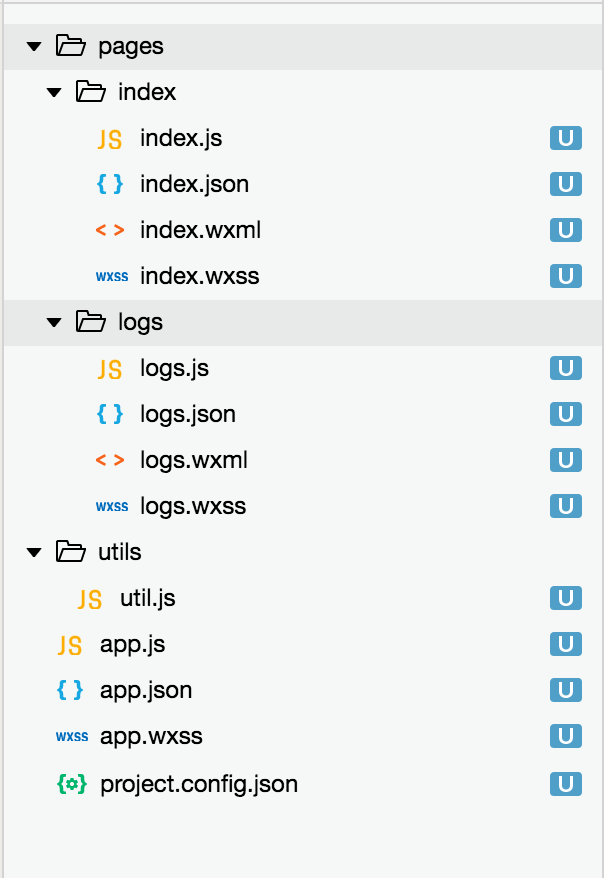 pages
index
JS index.js U
{ } index.json U
< > index.wxml U
wxss index.wxss U
logs
JS logs.js U
{ } logs.json U
< > logs.wxml U
wxss logs.wxss U
utils
JS util.js U
JS app.js U
{ } app.json U
wxss app.wxss U
{ } project.config.json U